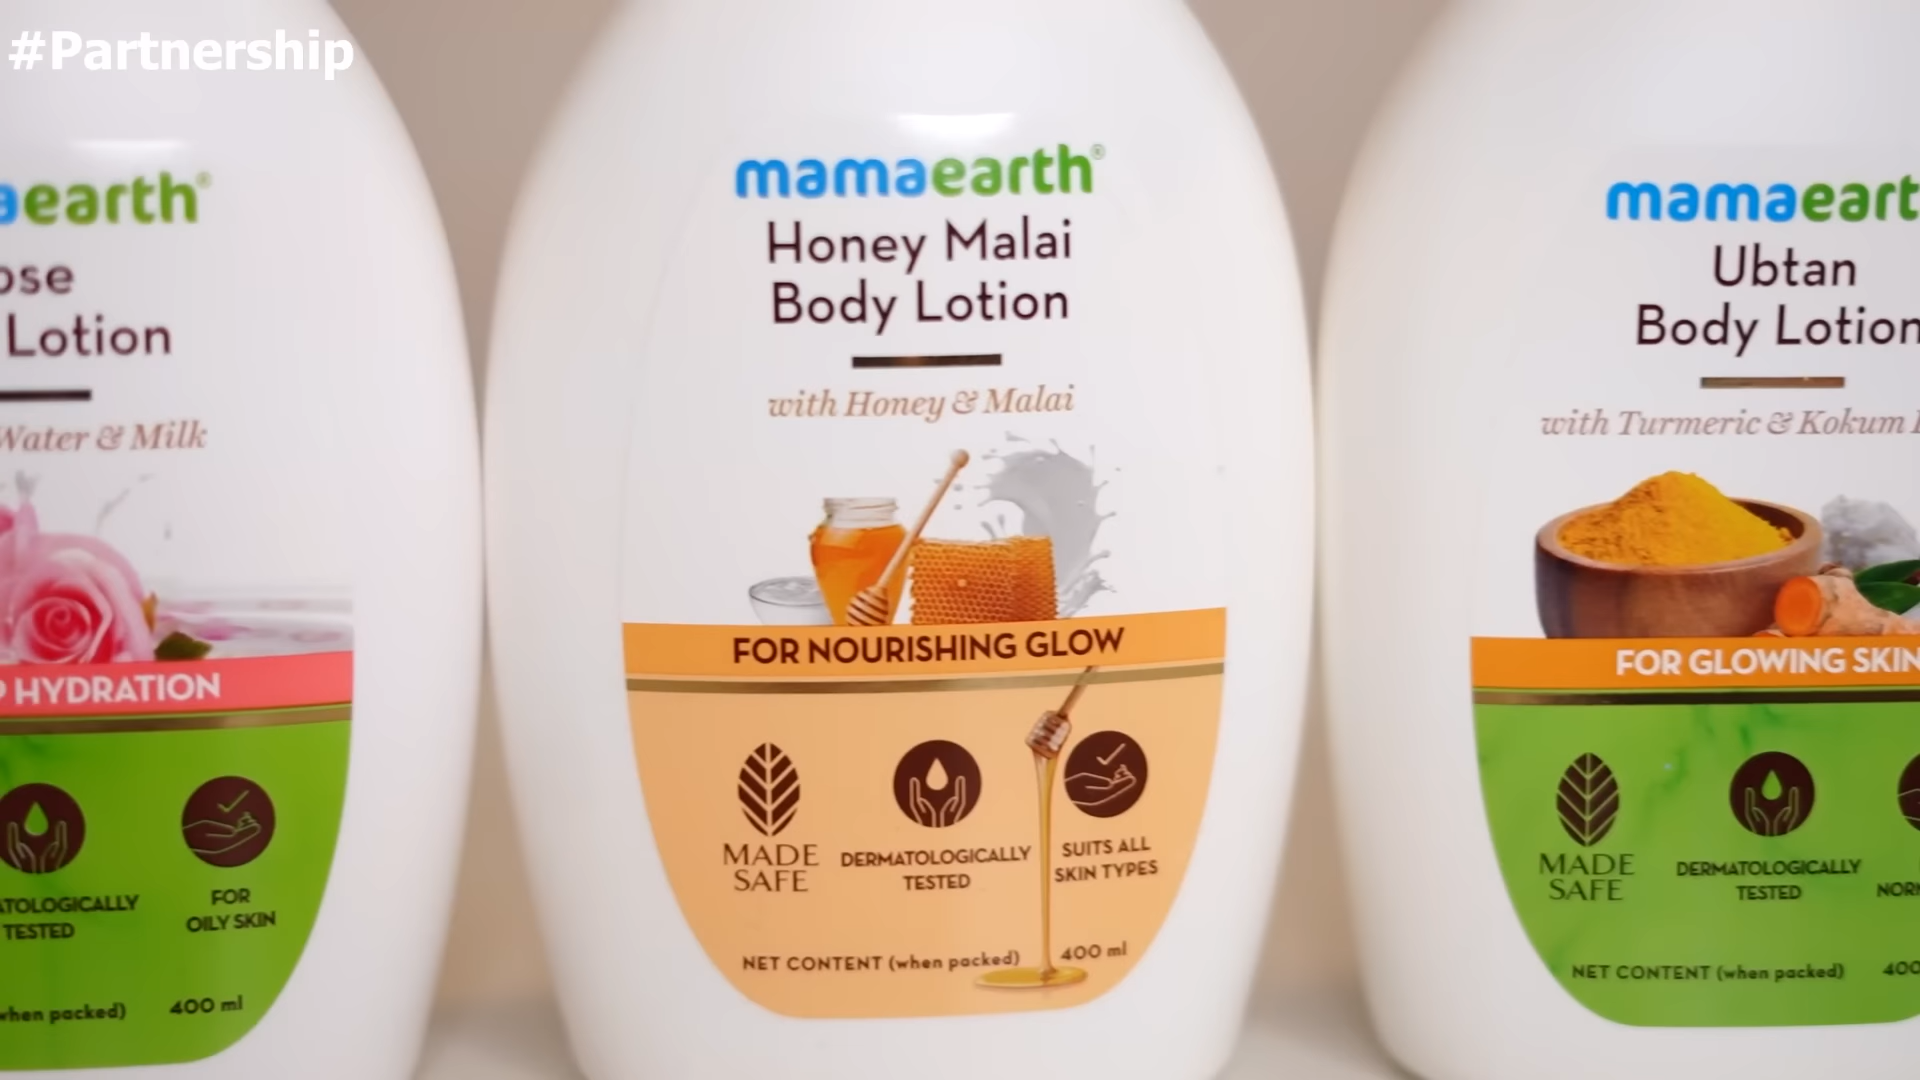 #Partnership
aearth®
ose
Lotion
Water & Milk
HYDRATION
TESTED
FOR
OILY SKIN
when packed) 400 ml
mamaearth®
Honey Malai
Body Lotion
with Honey & Malai
FOR NOURISHING GLOW
MADE
SAFE
DERMATOLOGICALLY
TESTED
SUITS ALL
SKIN TYPES
NET CONTENT (when packed) 400 ml
mamaeart
Ubtan
Body Lotion
with Turmeric & Kokum
FOR GLOWING SKIN
MADE
SAFE
DERMATOLOGICALLY
TESTED
NET CONTENT (when packed) 400